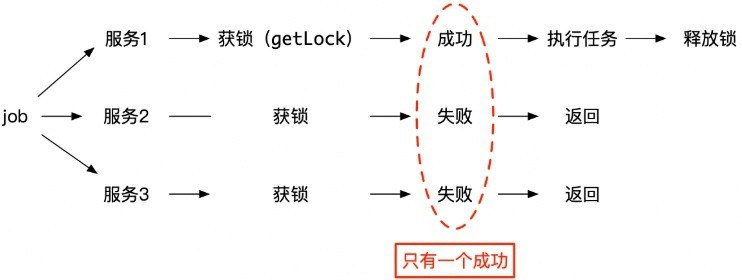 服务1 获锁（getLock） 成功 执行任务 释放锁
job 服务2 获锁 失败 返回
服务3 获锁 失败 返回
只有一个成功